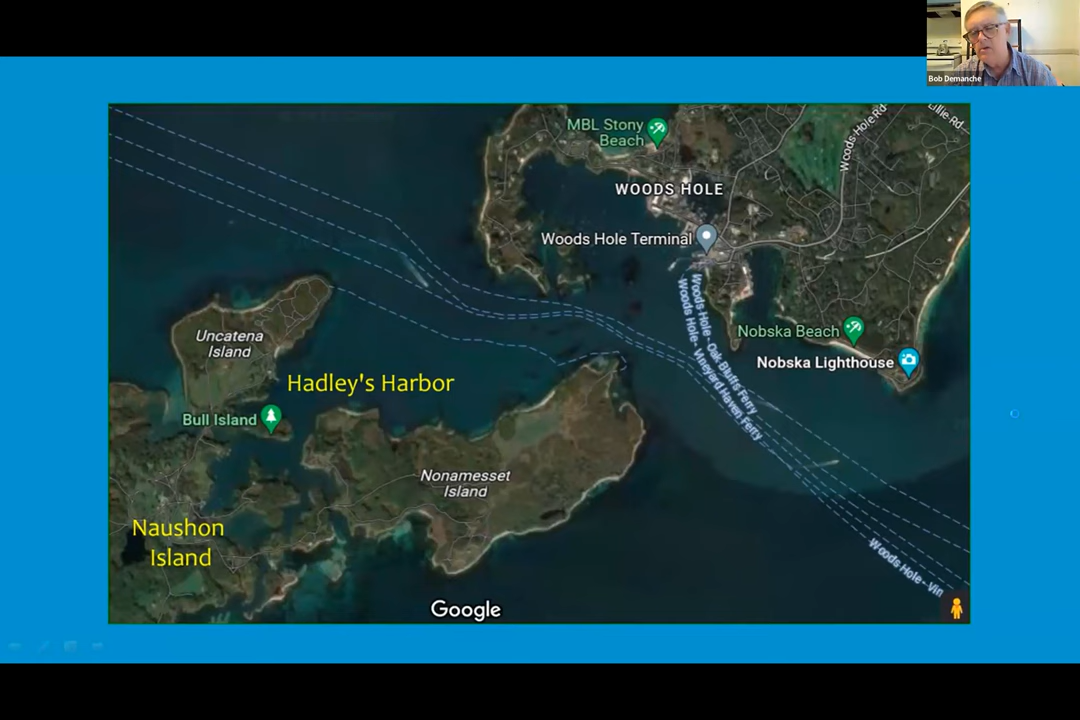 Bob Demanche
Ellie Rd
Woods Hole Rd
MBL Stony
Beach
WOODS HOLE
Woods Hole Terminal
Woods Hole - Oak Bluffs Ferry
Woods Hole - Vineyard Haven Ferry
Nobska Beach
Nobska Lighthouse
Uncatena
Island
Hadley's Harbor
Bull Island
Nonamesset
Island
Naushon
Island
Woods Hole - Vin
Google